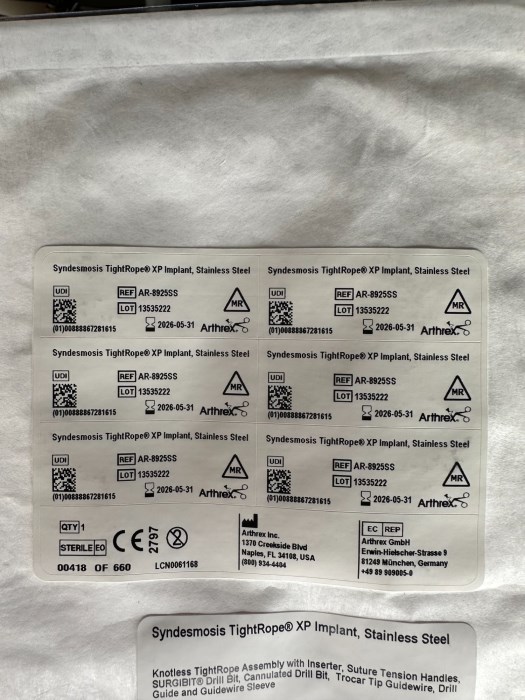 Syndesmosis TightRope® XP Implant, Stainless Steel
UDI
REF AR-8925SS
LOT 13535222
MR
2026-05-31
Arthrex
(01)00888867281615
Syndesmosis TightRope® XP Implant, Stainless Steel
UDI
REF AR-8925SS
LOT 13535222
MR
2026-05-31
Arthrex
(01)00888867281615
Syndesmosis TightRope® XP Implant, Stainless Steel
UDI
REF AR-8925SS
LOT 13535222
MR
2026-05-31
Arthrex
(01)00888867281615
Syndesmosis TightRope® XP Implant, Stainless Steel
UDI
REF AR-8925SS
LOT 13535222
MR
2026-05-31
Arthrex
(01)00888867281615
Syndesmosis TightRope® XP Implant, Stainless Steel
UDI
REF AR-8925SS
LOT 13535222
MR
2026-05-31
Arthrex
(01)00888867281615
Syndesmosis TightRope® XP Implant, Stainless Steel
UDI
REF AR-8925SS
LOT 13535222
MR
2026-05-31
Arthrex
(01)00888867281615
QTY 1
STERILE EO
CE 2797
2
00418 OF 660
LCN0061168
Arthrex Inc.
1370 Creekside Blvd
Naples, FL 34108, USA
(800) 934-4404
EC REP
Arthrex GmbH
Erwin-Hielscher-Strasse 9
81249 München, Germany
+49 89 909005-0
Syndesmosis TightRope® XP Implant, Stainless Steel
Knotless TightRope Assembly with Inserter, Suture Tension Handles,
SURGIBIT® Drill Bit, Cannulated Drill Bit, Trocar Tip Guidewire, Drill
Guide and Guidewire Sleeve